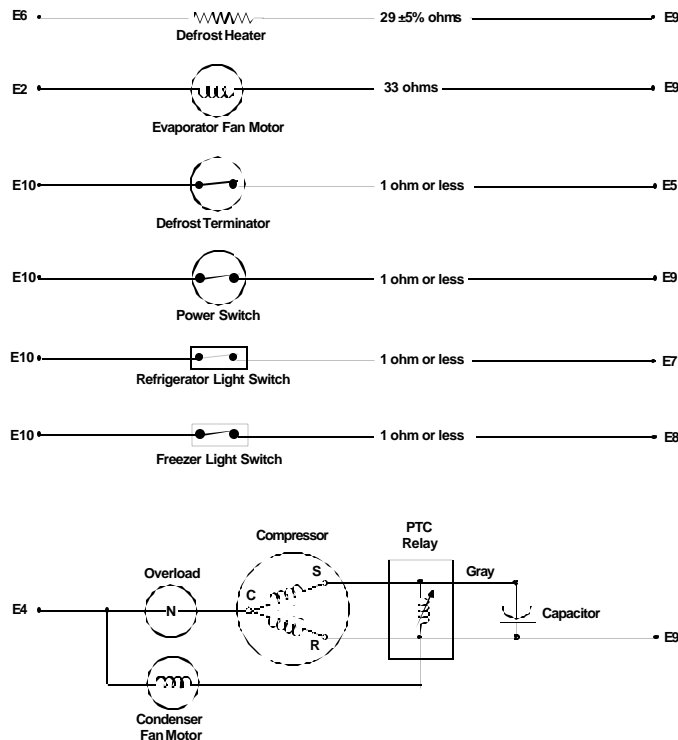 E6 29 ±5% ohms E9
Defrost Heater
E2 33 ohms E9
Evaporator Fan Motor
E10 1 ohm or less E5
Defrost Terminator
E10 1 ohm or less E9
Power Switch
E10 1 ohm or less E7
Refrigerator Light Switch
E10 1 ohm or less E8
Freezer Light Switch
Compressor
PTC
Relay
Overload
S
Gray
C
E4
N
Capacitor
R
E9
Condenser
Fan Motor